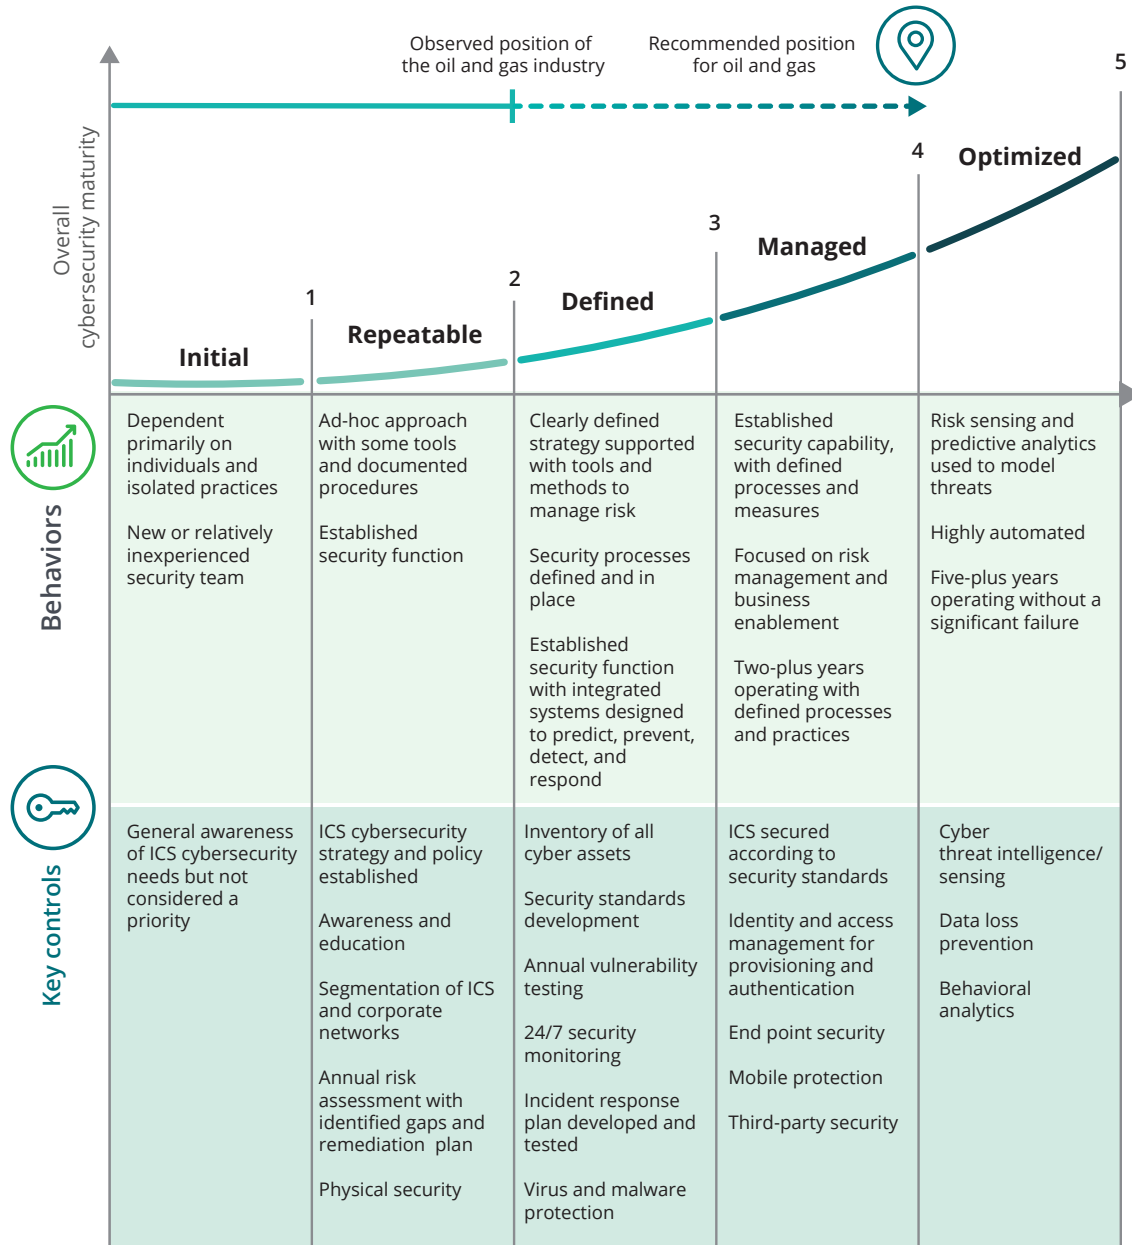 Observed position of
the oil and gas industry
Recommended position
for oil and gas
5
Overall
cybersecurity maturity
4
Optimized
3
Managed
2
Defined
1
Repeatable
Initial
Behaviors
Dependent
primarily on
individuals and
isolated practices
New or relatively
inexperienced
security team
Ad-hoc approach
with some tools
and documented
procedures
Established
security function
Clearly defined
strategy supported
with tools and
methods to
manage risk
Security processes
defined and in
place
Established
security function
with integrated
systems designed
to predict, prevent,
detect, and
respond
Established
security capability,
with defined
processes and
measures
Focused on risk
management and
business
enablement
Two-plus years
operating with
defined processes
and practices
Risk sensing and
predictive analytics
used to model
threats
Highly automated
Five-plus years
operating without a
significant failure
Key controls
General awareness
of ICS cybersecurity
needs but not
considered a
priority
ICS cybersecurity
strategy and policy
established
Awareness and
education
Segmentation of ICS
and corporate
networks
Annual risk
assessment with
identified gaps and
remediation plan
Physical security
Inventory of all
cyber assets
Security standards
development
Annual vulnerability
testing
24/7 security
monitoring
Incident response
plan developed and
tested
Virus and malware
protection
ICS secured
according to
security standards
Identity and access
management for
provisioning and
authentication
End point security
Mobile protection
Third-party security
Cyber
threat intelligence/
sensing
Data loss
prevention
Behavioral
analytics